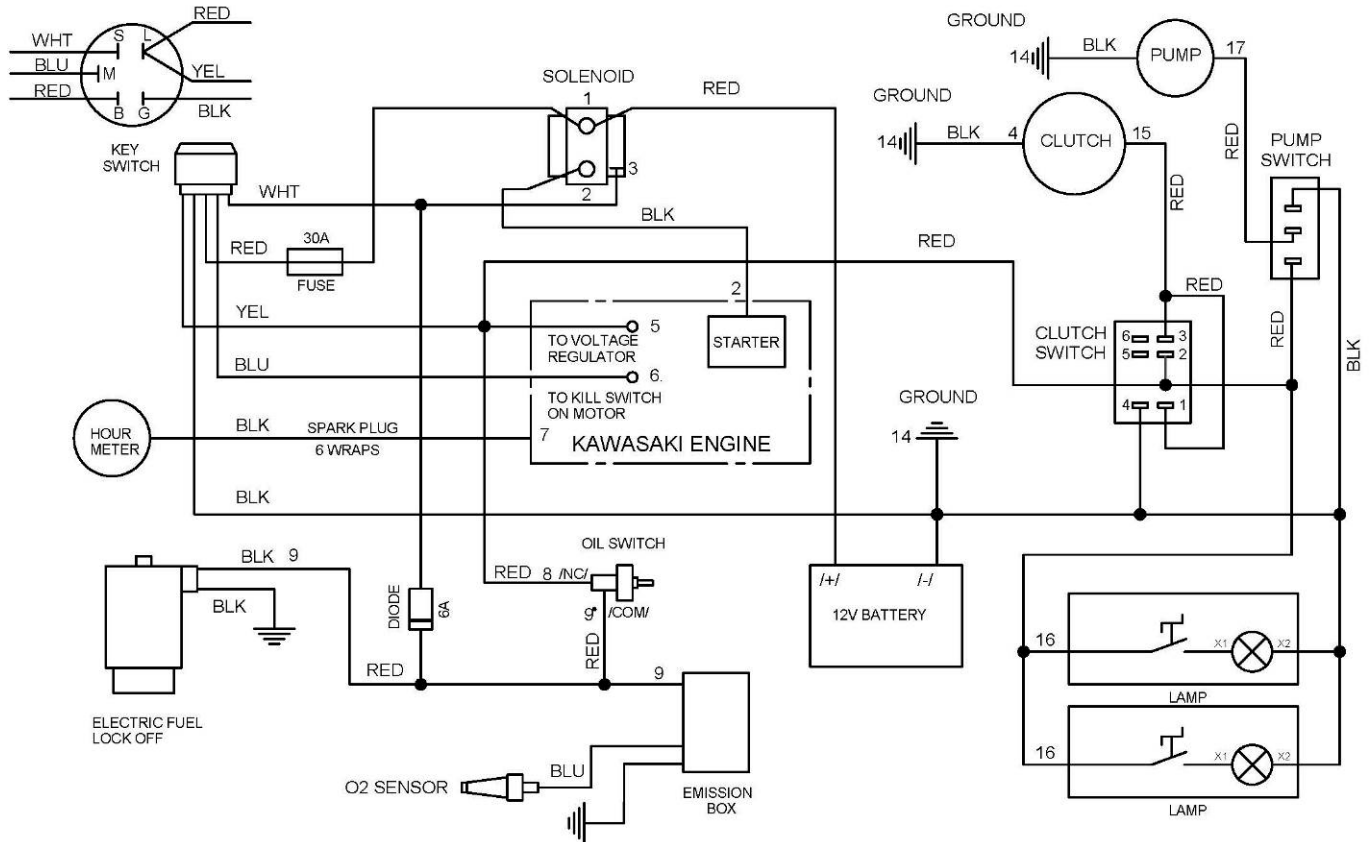 RED
WHT
S L
BLU
M
YEL
RED
B G
BLK
KEY
SWITCH
SOLENOID
1
RED
3
2
WHT
BLK
RED
30A
FUSE
RED
GROUND
14
BLK
PUMP
17
GROUND
14
BLK
4
CLUTCH
15
RED
RED
PUMP
SWITCH
RED
CLUTCH
SWITCH
6
3
5
2
4
1
RED
BLK
YEL
5
TO VOLTAGE
REGULATOR
2
STARTER
BLU
6.
TO KILL SWITCH
ON MOTOR
HOUR
METER
BLK
SPARK PLUG
6 WRAPS
7
KAWASAKI ENGINE
GROUND
14
BLK
OIL SWITCH
BLK 9
BLK
RED 8 /NC/
9* /COM/
RED
DIODE
6A
/+/
/-/
12V BATTERY
RED
9
ELECTRIC FUEL
LOCK OFF
O2 SENSOR
BLU
EMISSION
BOX
16
X1
X2
LAMP
16
X1
X2
LAMP